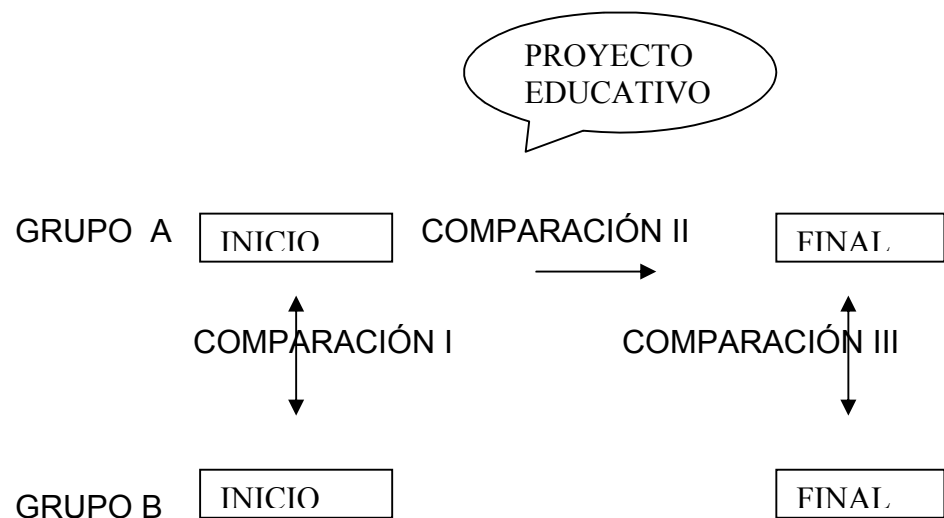 PROYECTO
EDUCATIVO
GRUPO A INICIO COMPARACIÓN II FINAL
COMPARACIÓN I COMPARACIÓN III
GRUPO B INICIO FINAL